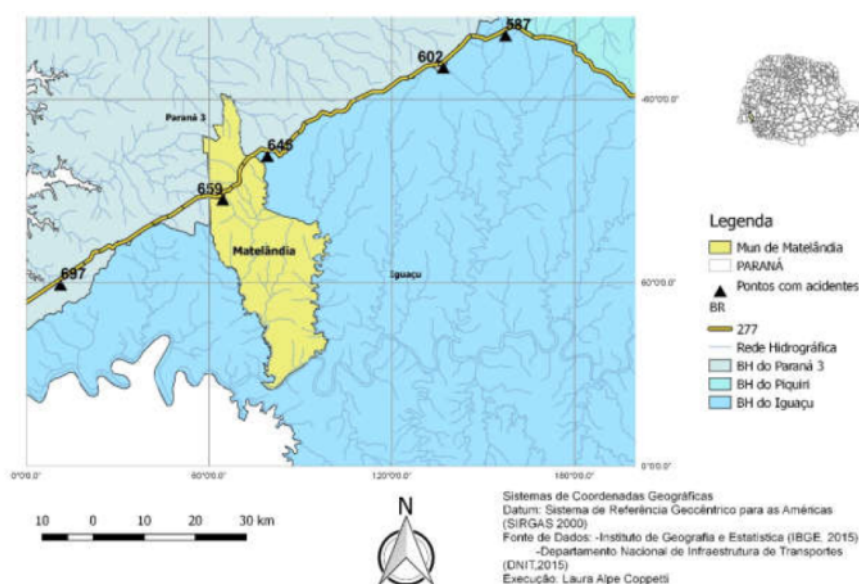 587
602
-60°0'0.0"
Paraná 3
645
659
Matelândia
697
Iguaçu
60°0'0.0"
0°0'0.0"
0°0'0.0"
60°0'0.0"
120°0'0.0"
180°0'0.0"
Legenda
Mun de Matelândia
PARANÁ
Pontos com acidentes
BR
277
Rede Hidrográfica
BH do Paraná 3
BH do Piquiri
BH do Iguaçu
10 0 10 20 30 km
N
Sistemas de Coordenadas Geográficas
Datum: Sistema de Referência Geocêntrico para as Américas
(SIRGAS 2000)
Fonte de Dados: -Instituto de Geografia e Estatística (IBGE, 2015)
-Departamento Nacional de Infraestrutura de Transportes
(DNIT,2015)
Execução: Laura Alpe Coppetti